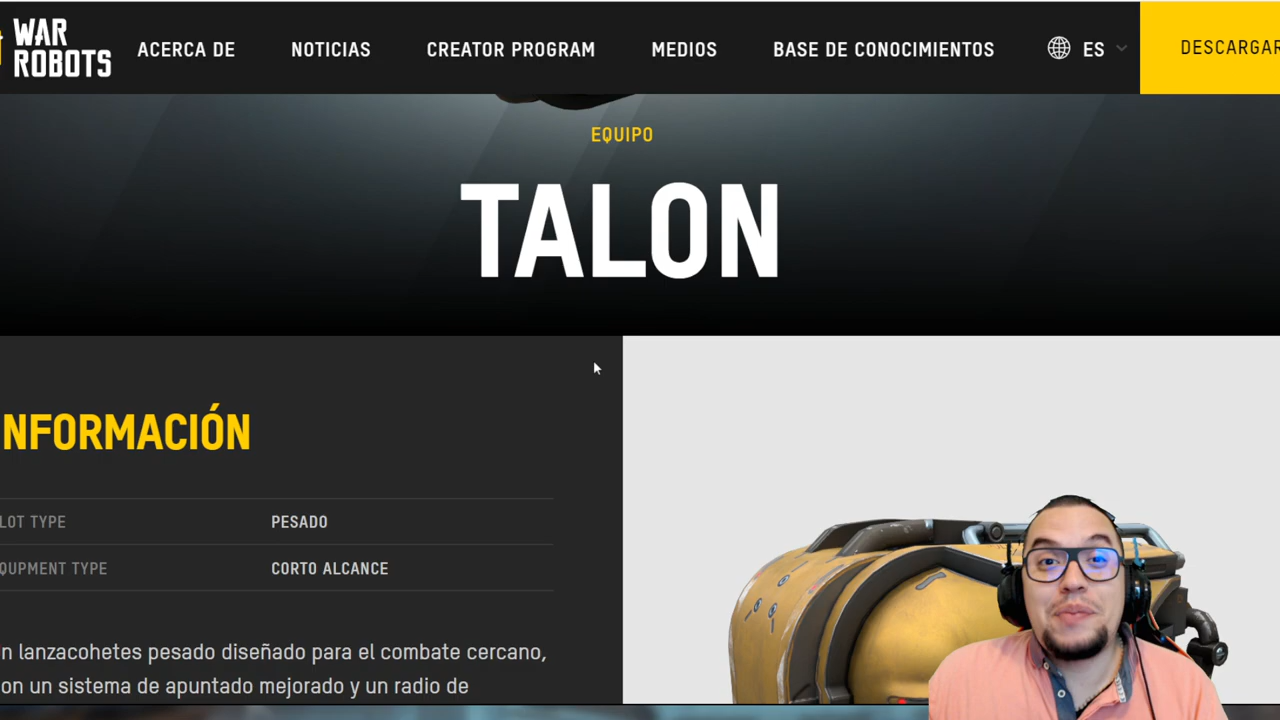 WAR
ROBOTS
ACERCA DE
NOTICIAS
CREATOR PROGRAM
MEDIOS
BASE DE CONOCIMIENTOS
ES
DESCARGAR
EQUIPO
TALON
NFORMACIÓN
LOT TYPE PESADO
QUPMENT TYPE CORTO ALCANCE
n lanzacohetes pesado diseñado para el combate cercano,
on un sistema de apuntado mejorado y un radio de